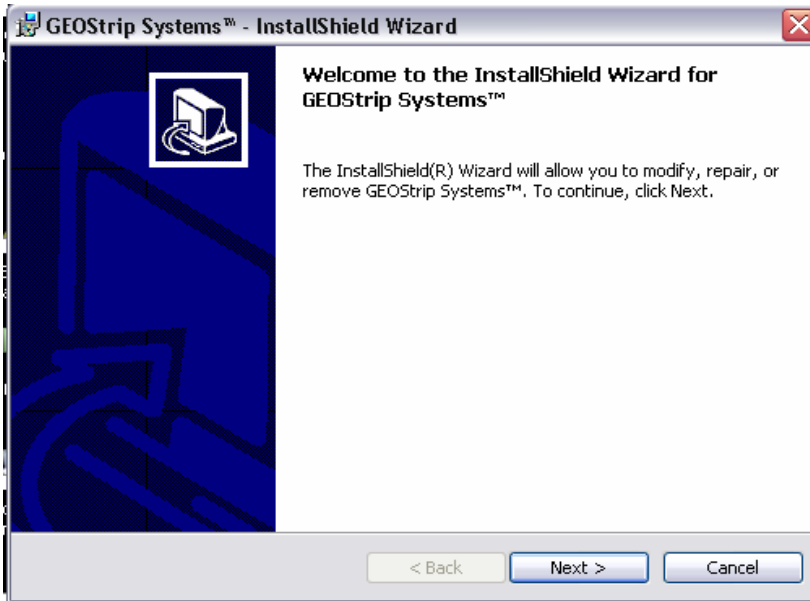 GEOStrip Systems™ - InstallShield Wizard
Welcome to the InstallShield Wizard for
GEOStrip Systems™
The InstallShield(R) Wizard will allow you to modify, repair, or
remove GEOStrip Systems™. To continue, click Next.
< Back Next > Cancel